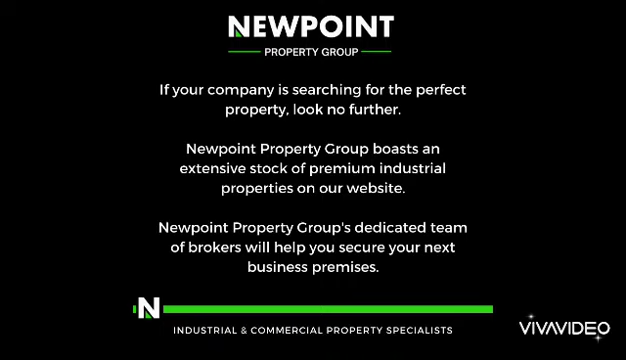 NEWPOINT
PROPERTY GROUP
If your company is searching for the perfect
property, look no further.
Newpoint Property Group boasts an
extensive stock of premium industrial
properties on our website.
Newpoint Property Group's dedicated team
of brokers will help you secure your next
business premises.
N
INDUSTRIAL & COMMERCIAL PROPERTY SPECIALISTS
VIVAVIDEO